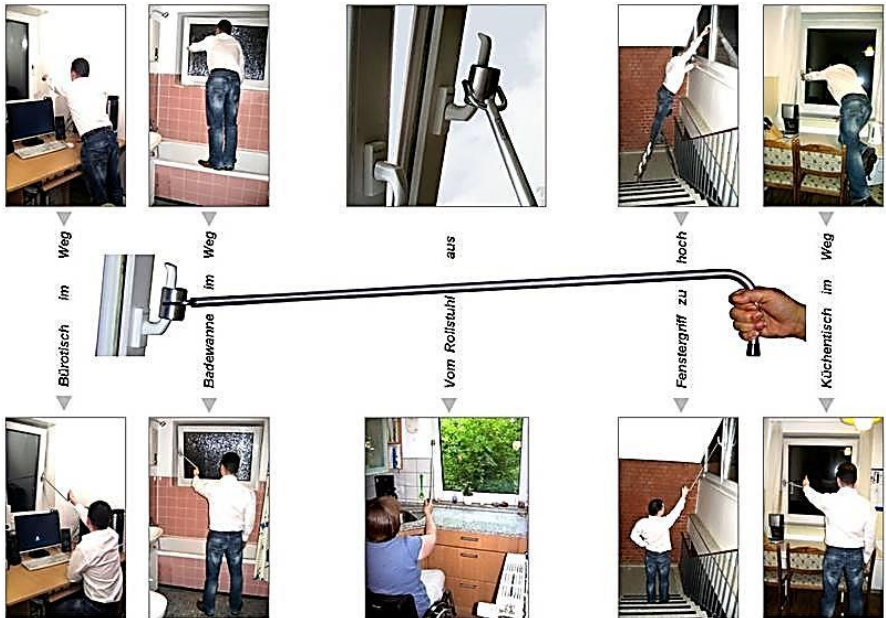 Bürotisch im Weg
Badewanne im Weg
Vom Rollstuhl aus
Fenstergriff zu hoch
Küchentisch im Weg